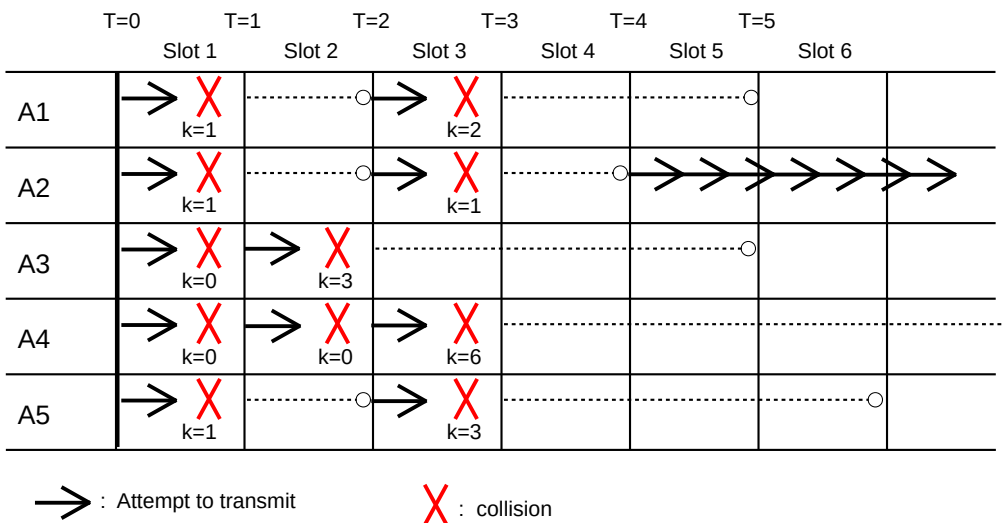 T=0 T=1 T=2 T=3 T=4 T=5
Slot 1 Slot 2 Slot 3 Slot 4 Slot 5 Slot 6
A1
k=1 k=2
A2
k=1 k=1
A3
k=0 k=3
A4
k=0 k=0 k=6
A5
k=1 k=3
: Attempt to transmit : collision